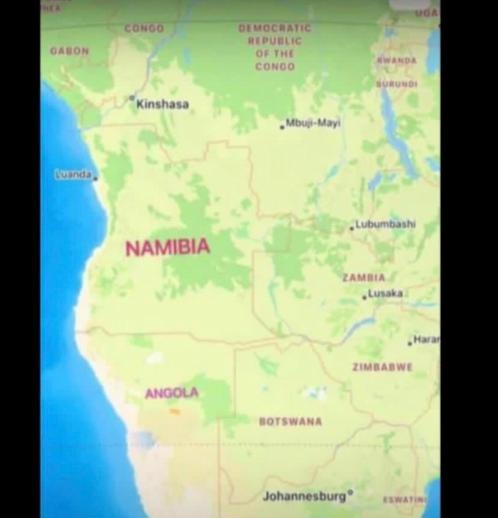 UGA
CONGO
DEMOCRATIC
REPUBLIC
OF THE
CONGO
GABON
RWANDA
BURUNDI
Kinshasa
Mbuji-Mayi
Luanda
Lubumbashi
NAMIBIA
ZAMBIA
Lusaka
Harar
ZIMBABWE
ANGOLA
BOTSWANA
Johannesburg
ESWATINI